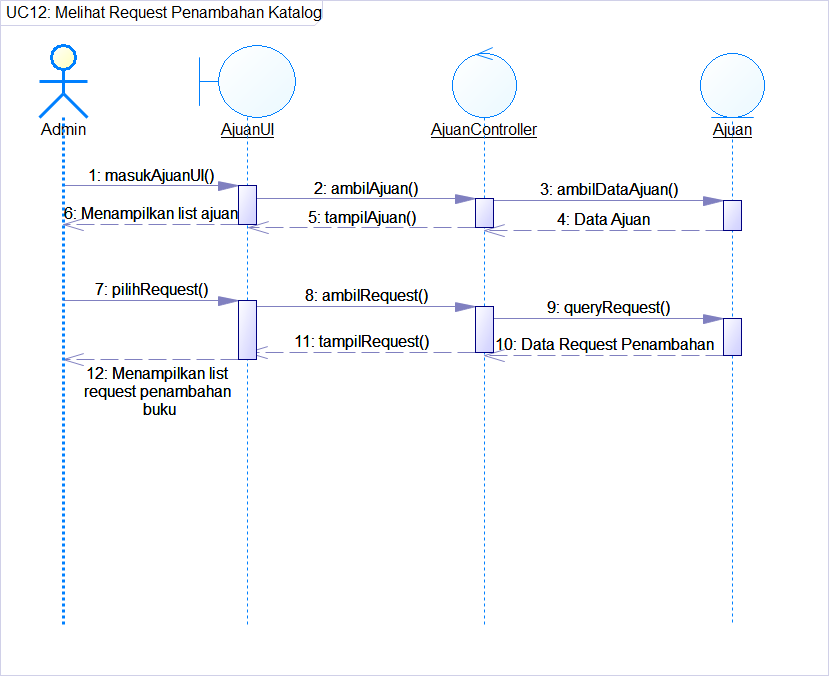 UC12: Melihat Request Penambahan Katalog
Admin
AjuanUI
AjuanController
Ajuan
1: masukAjuanUI()
2: ambilAjuan()
3: ambilDataAjuan()
4: Data Ajuan
5: tampilAjuan()
6: Menampilkan list ajuan
7: pilihRequest()
8: ambilRequest()
9: queryRequest()
10: Data Request Penambahan
11: tampilRequest()
12: Menampilkan list
request penambahan
buku